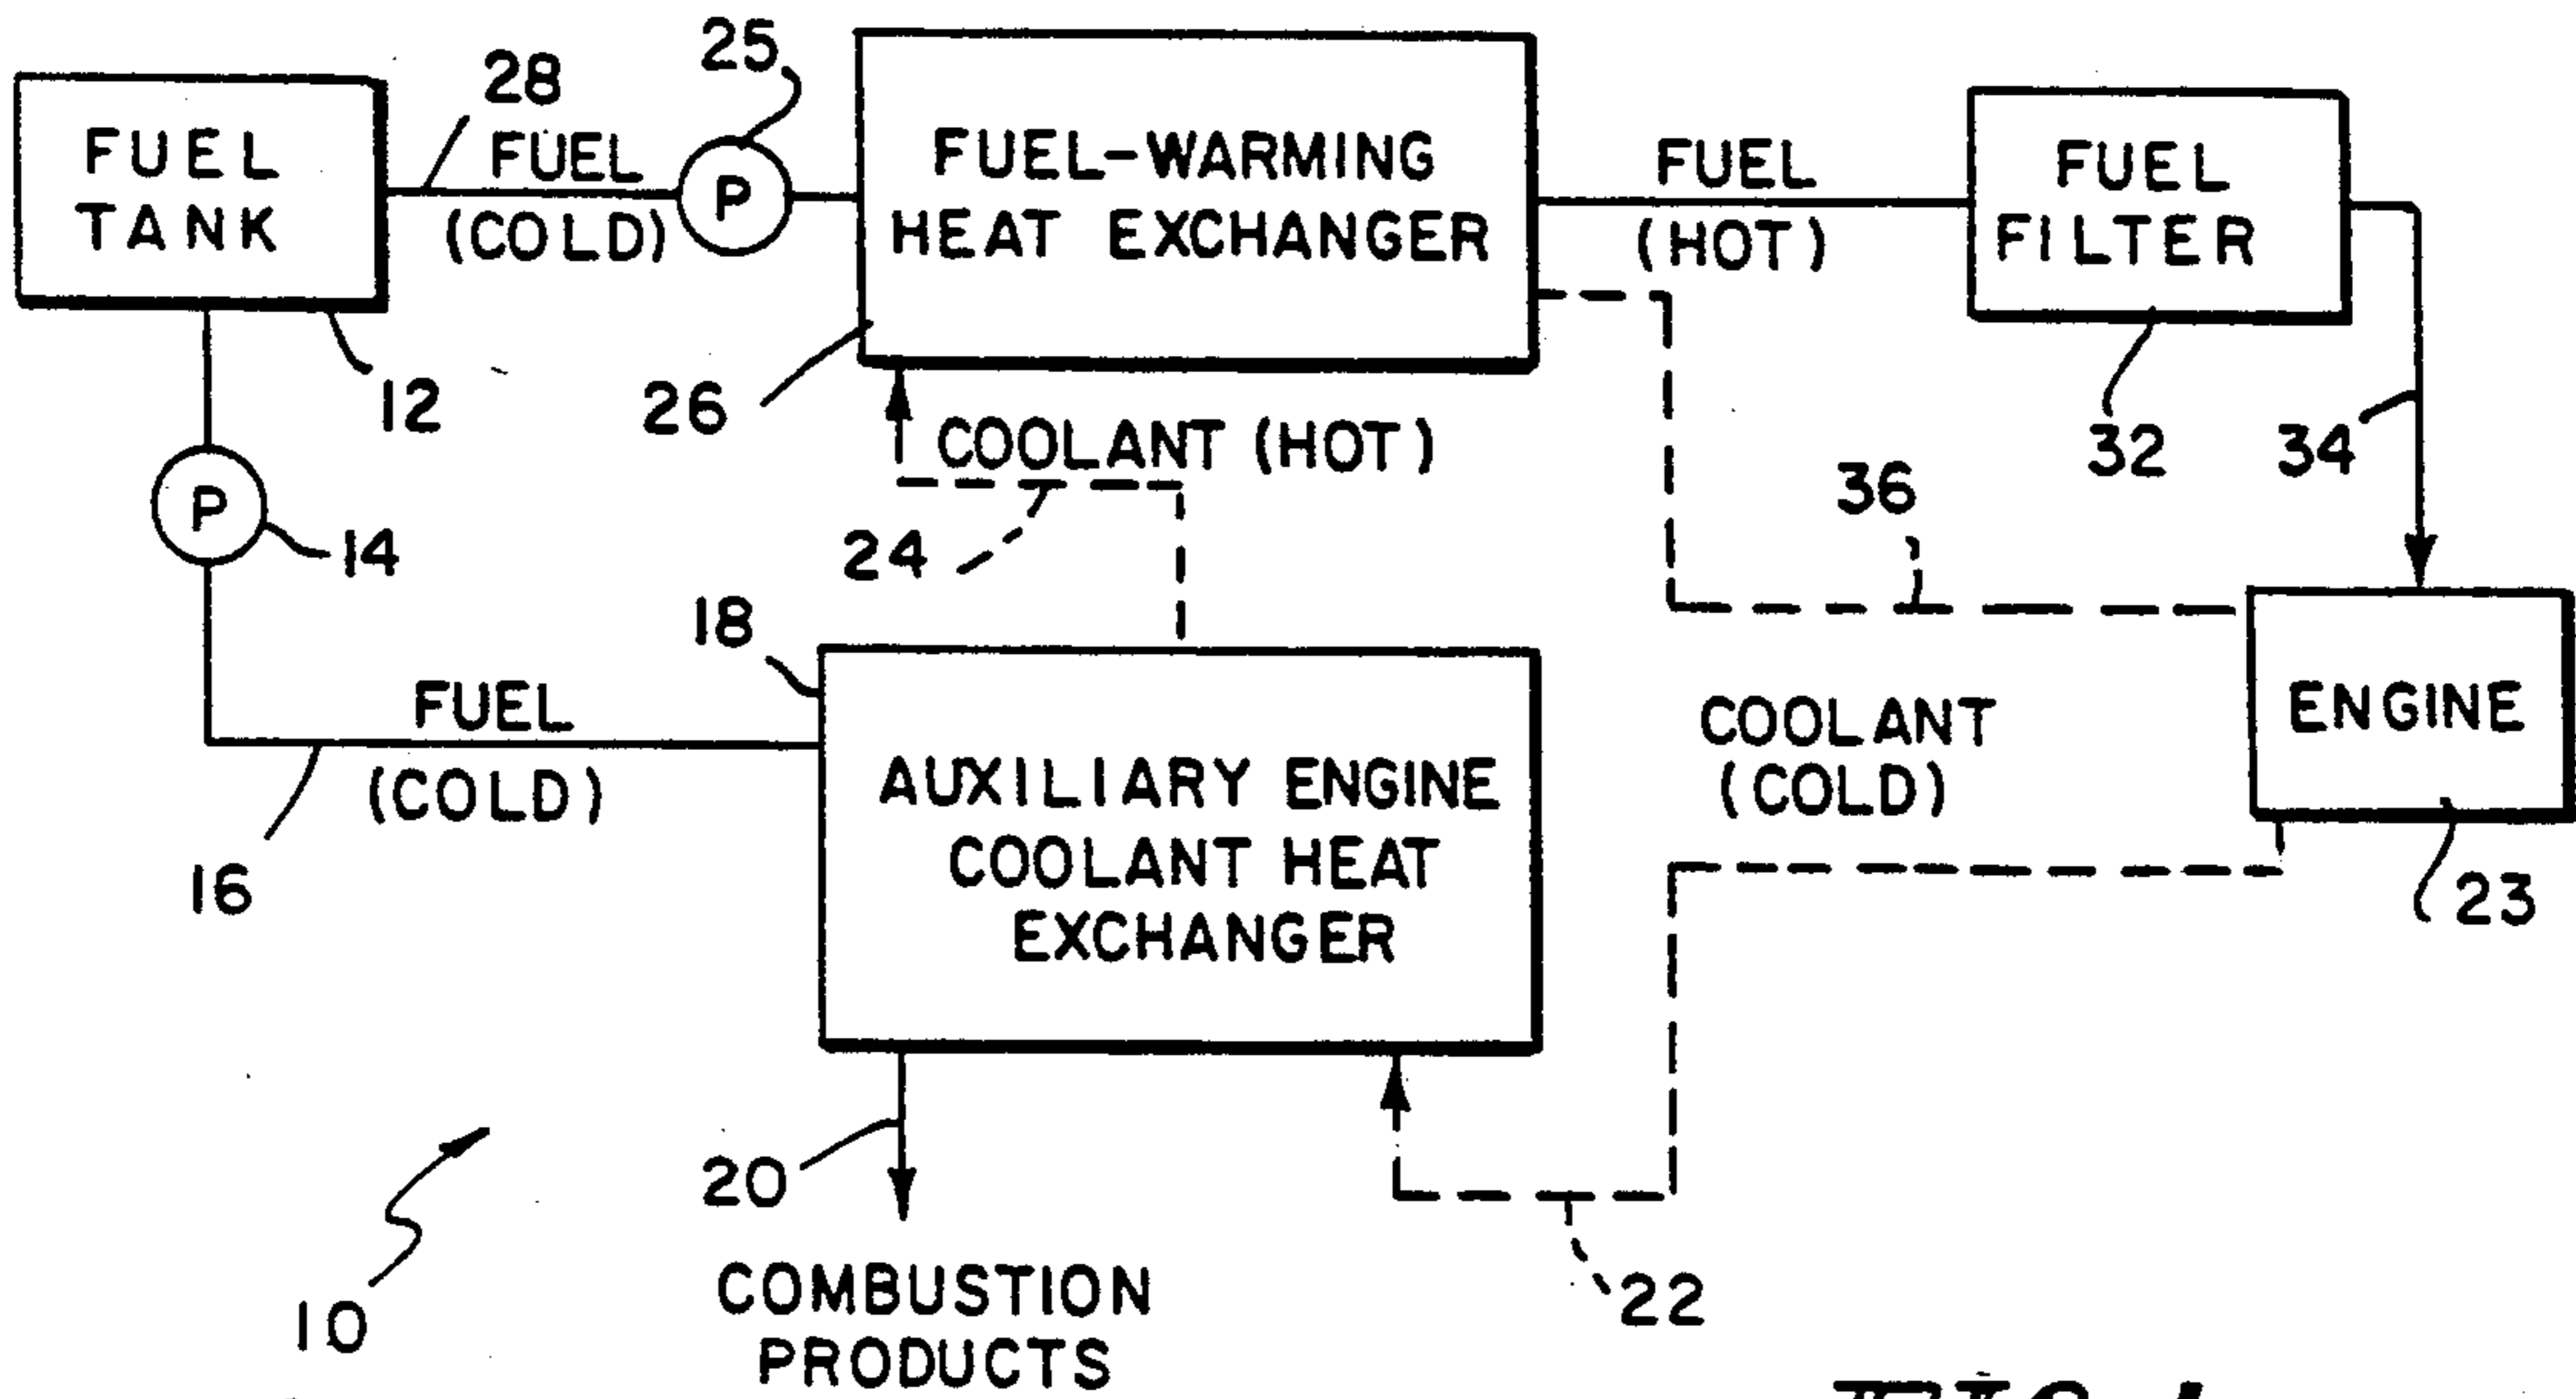 25
28
FUEL
TANK
FUEL
(COLD)
P
FUEL-WARMING
HEAT EXCHANGER
FUEL
(HOT)
FUEL
FILTER
12
26
COOLANT (HOT)
32
34
36
P
14
24
18
FUEL
(COLD)
16
AUXILIARY ENGINE
COOLANT HEAT
EXCHANGER
COOLANT
(COLD)
ENGINE
23
20
22
10
COMBUSTION
PRODUCTS